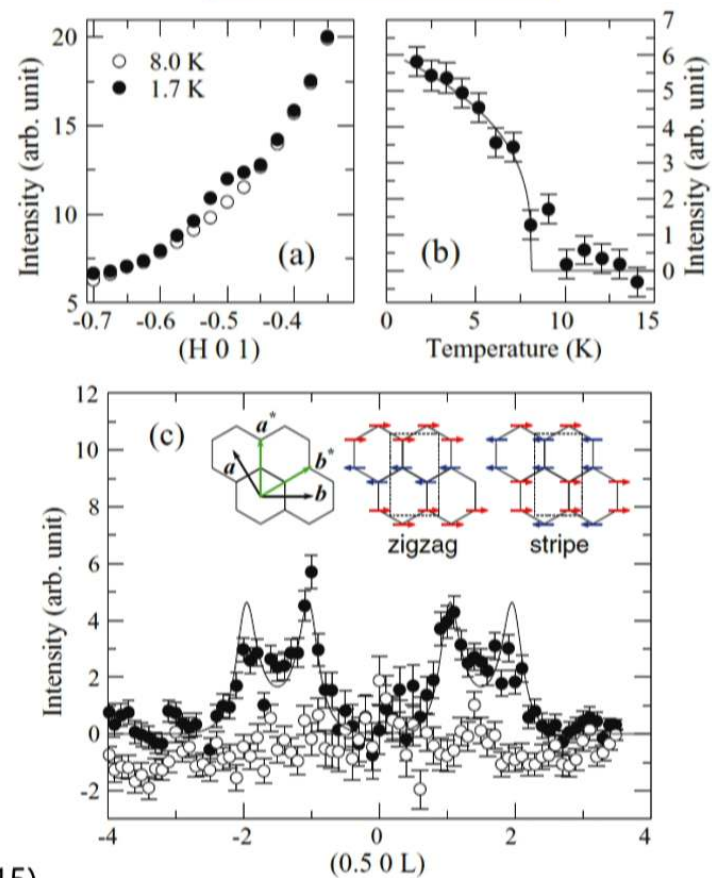 20
15
10
5
Intensity (arb. unit)
8.0 K
1.7 K
(a)
-0.7 -0.6 -0.5 -0.4
(H 0 1)
7
6
5
4
3
2
1
0
Intensity (arb. unit)
(b)
0 5 10 15
Temperature (K)
12
10
8
6
4
2
0
-2
Intensity (arb. unit)
(c)
a*
b*
a
b
zigzag
stripe
-4 -2 0 2 4
(0.5 0 L)
15)